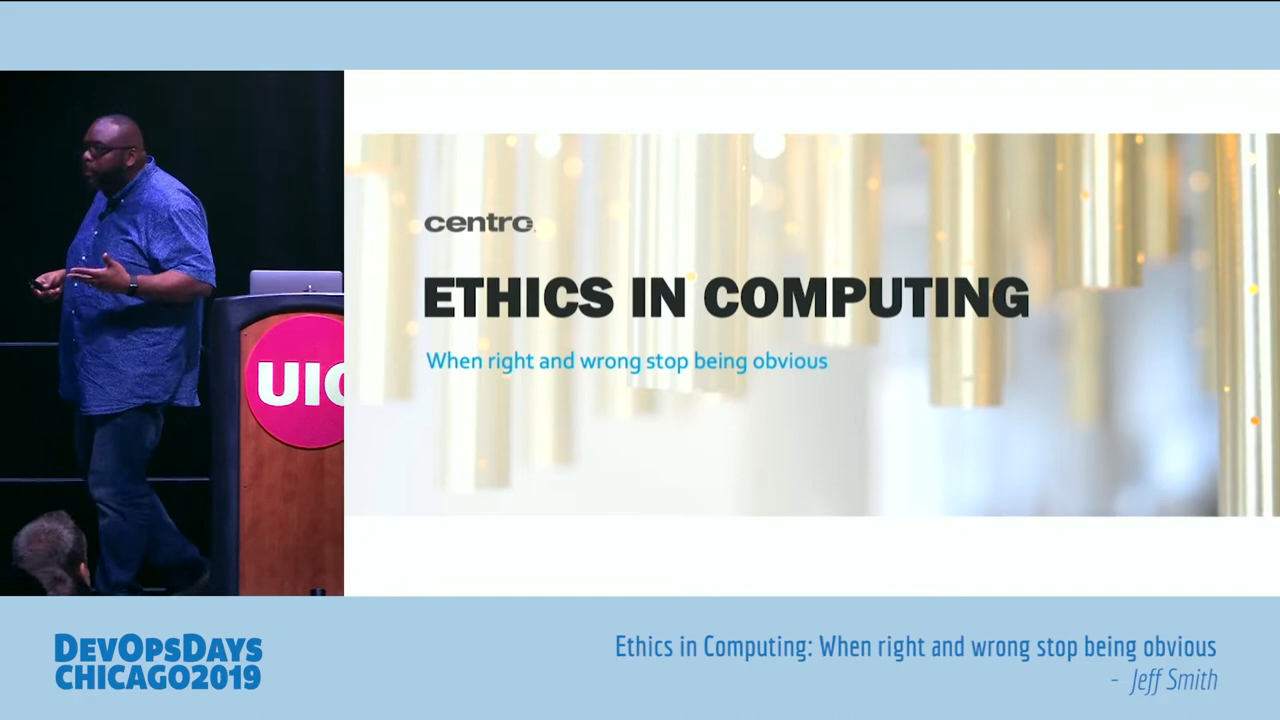 UIC
centro.
ETHICS IN COMPUTING
When right and wrong stop being obvious
DEVOPSDAYS
CHICAGO2019
Ethics in Computing: When right and wrong stop being obvious
- Jeff Smith